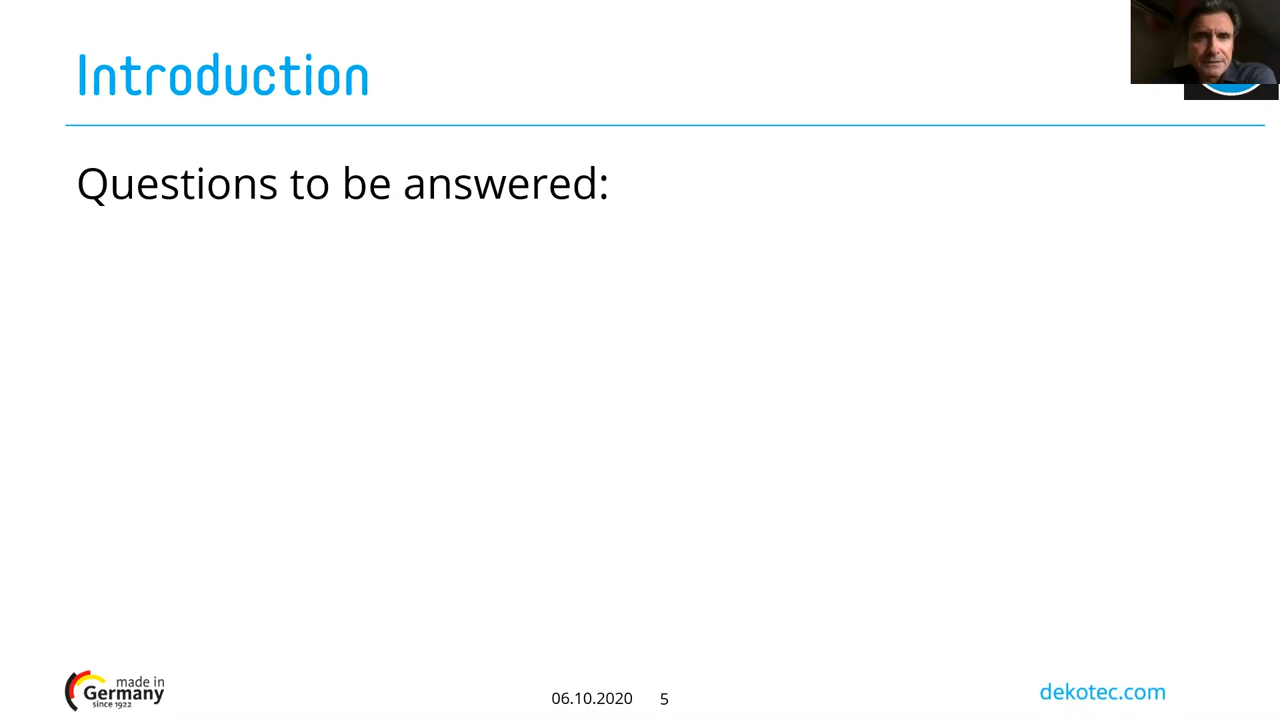 Introduction
Questions to be answered:
made in
Germany
since 1922
06.10.2020 5
dekotec.com